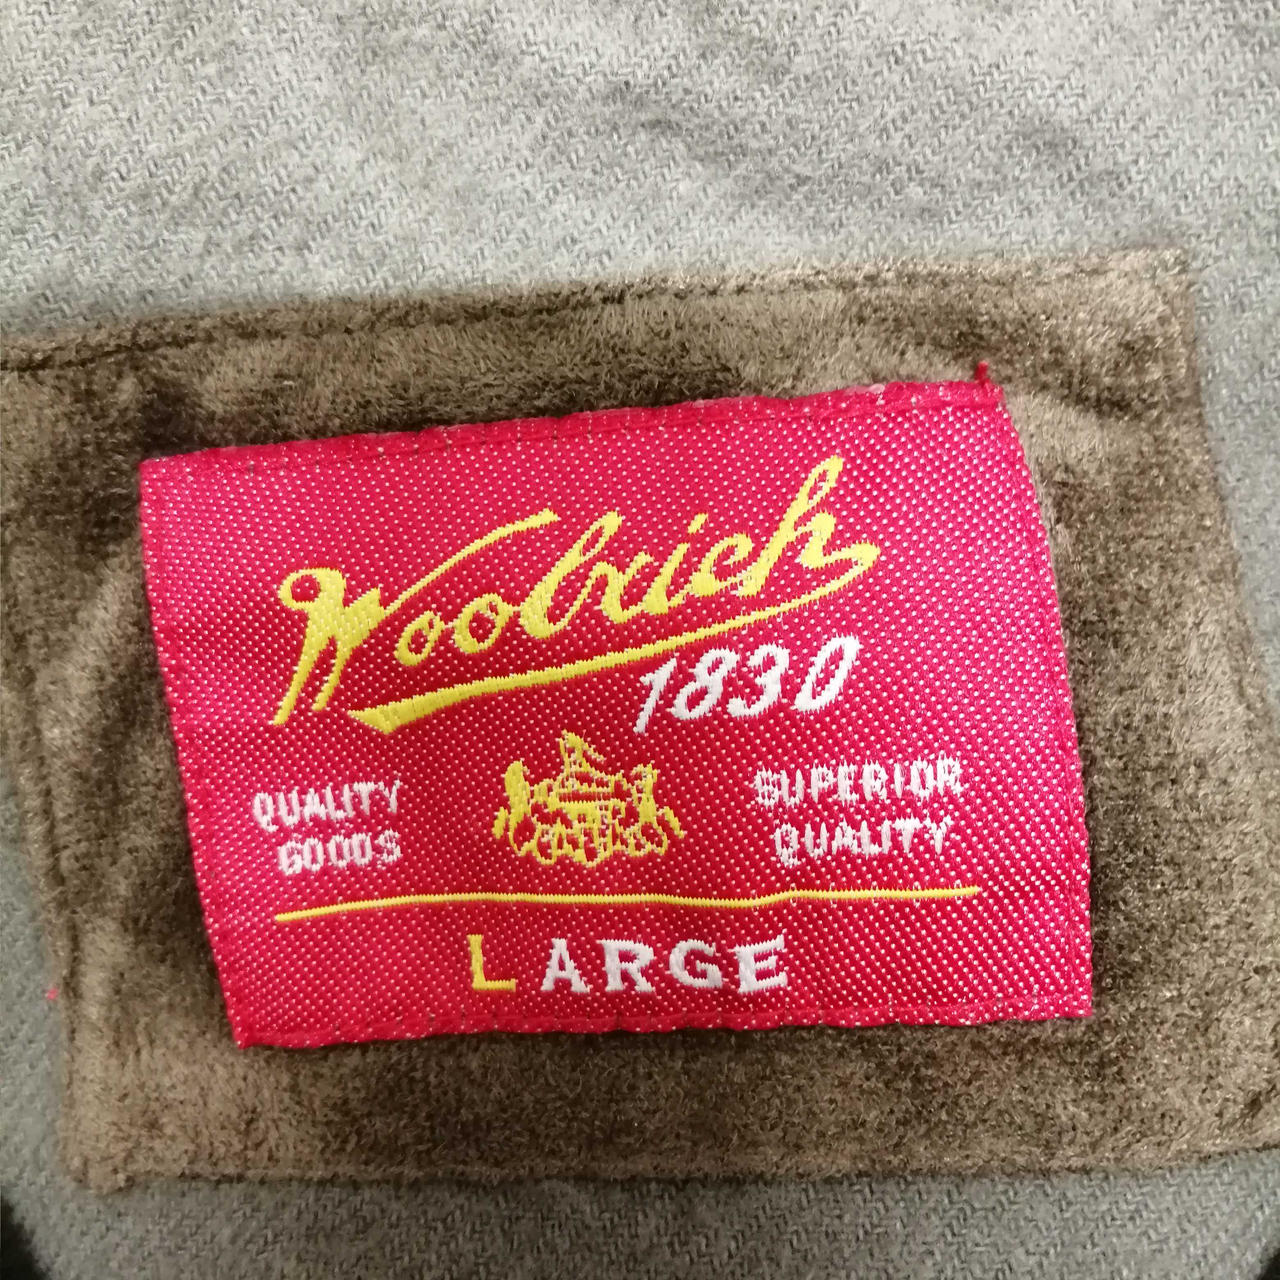 Woolrich
1830
QUALITY
GOODS
SUPERIOR
QUALITY
LARGE